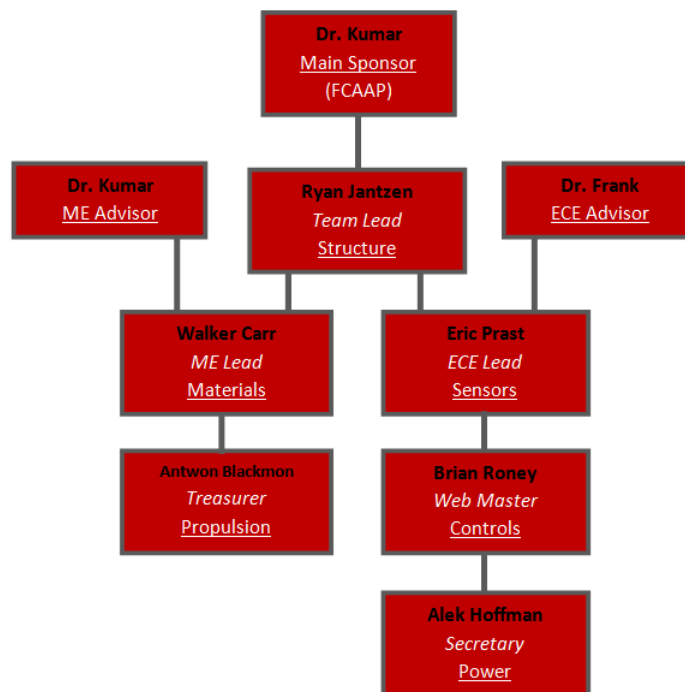 Dr. Kumar
Main Sponsor
(FCAAP)
Dr. Kumar
ME Advisor
Ryan Jantzen
Team Lead
Structure
Dr. Frank
ECE Advisor
Walker Carr
ME Lead
Materials
Eric Prast
ECE Lead
Sensors
Antwon Blackmon
Treasurer
Propulsion
Brian Roney
Web Master
Controls
Alek Hoffman
Secretary
Power